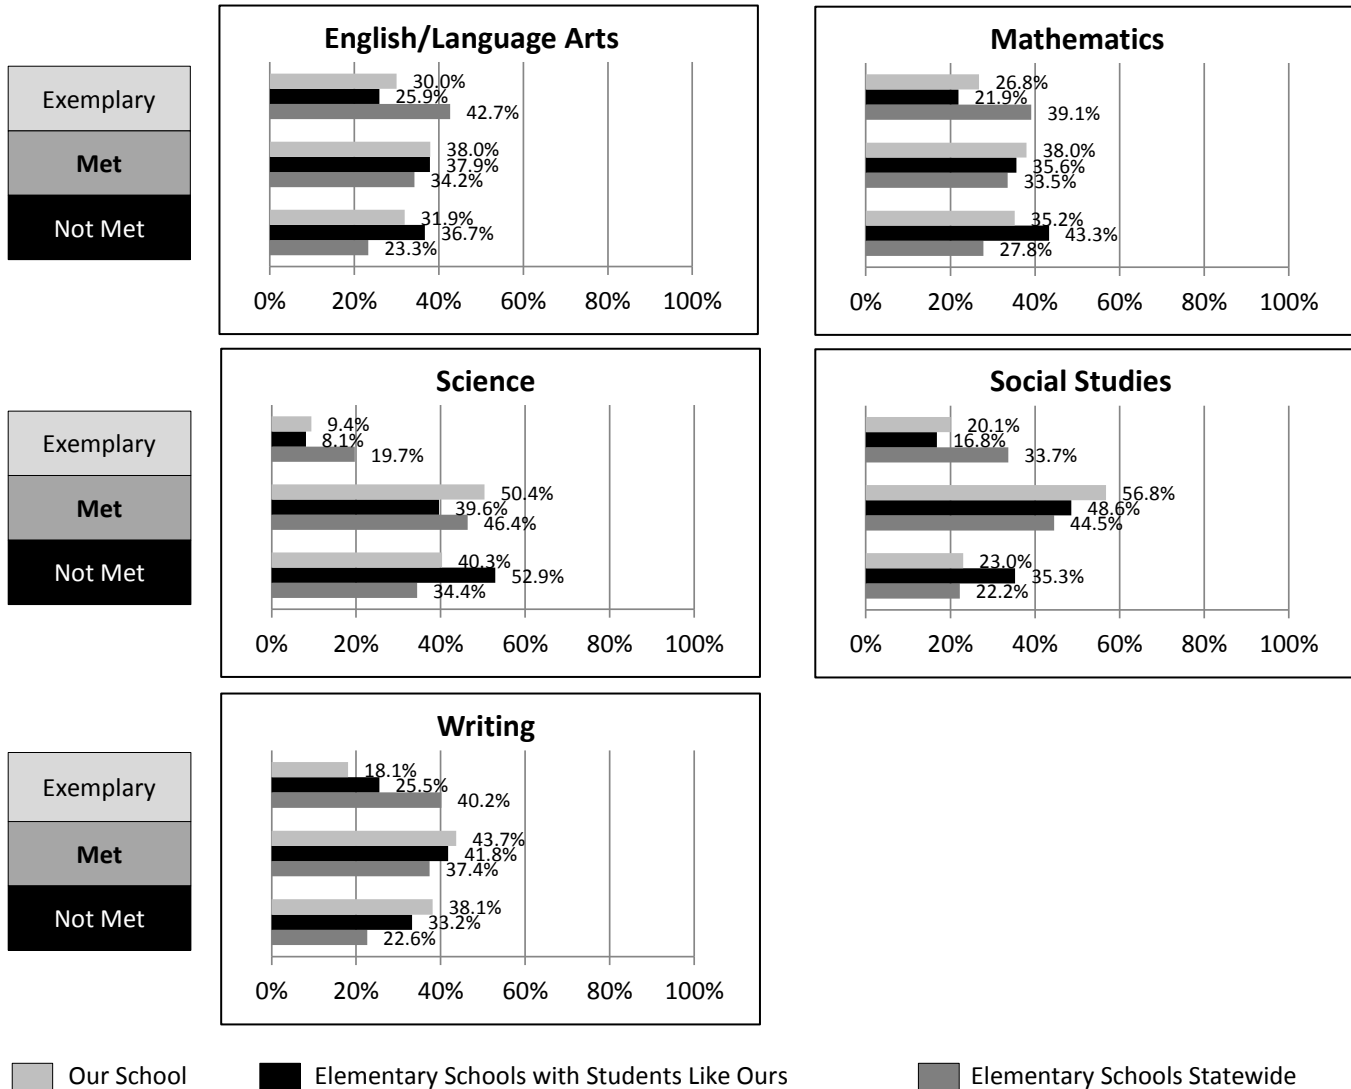 English/Language Arts
Exemplary
Met
Not Met
30.0%
25.9%
42.7%
38.0%
37.9%
34.2%
31.9%
36.7%
23.3%
0% 20% 40% 60% 80% 100%
Mathematics
26.8%
21.9%
39.1%
38.0%
35.6%
33.5%
35.2%
43.3%
27.8%
0% 20% 40% 60% 80% 100%
Science
Exemplary
Met
Not Met
9.4%
8.1%
19.7%
50.4%
39.6%
46.4%
40.3%
52.9%
34.4%
0% 20% 40% 60% 80% 100%
Social Studies
20.1%
16.8%
33.7%
56.8%
48.6%
44.5%
23.0%
35.3%
22.2%
0% 20% 40% 60% 80% 100%
Writing
Exemplary
Met
Not Met
18.1%
25.5%
40.2%
43.7%
41.8%
37.4%
38.1%
33.2%
22.6%
0% 20% 40% 60% 80% 100%
Our School Elementary Schools with Students Like Ours Elementary Schools Statewide